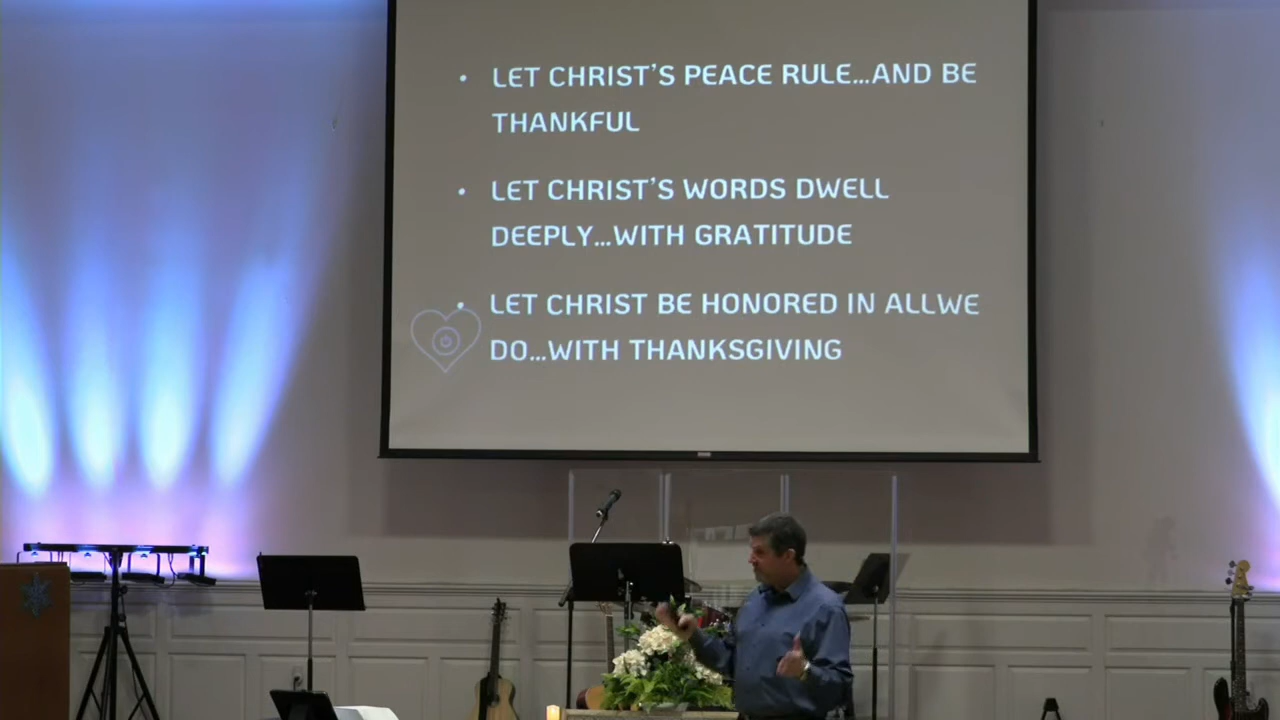 • LET CHRIST'S PEACE RULE...AND BE
THANKFUL
• LET CHRIST'S WORDS DWELL
DEEPLY...WITH GRATITUDE
• LET CHRIST BE HONORED IN ALLWE
DO...WITH THANKSGIVING